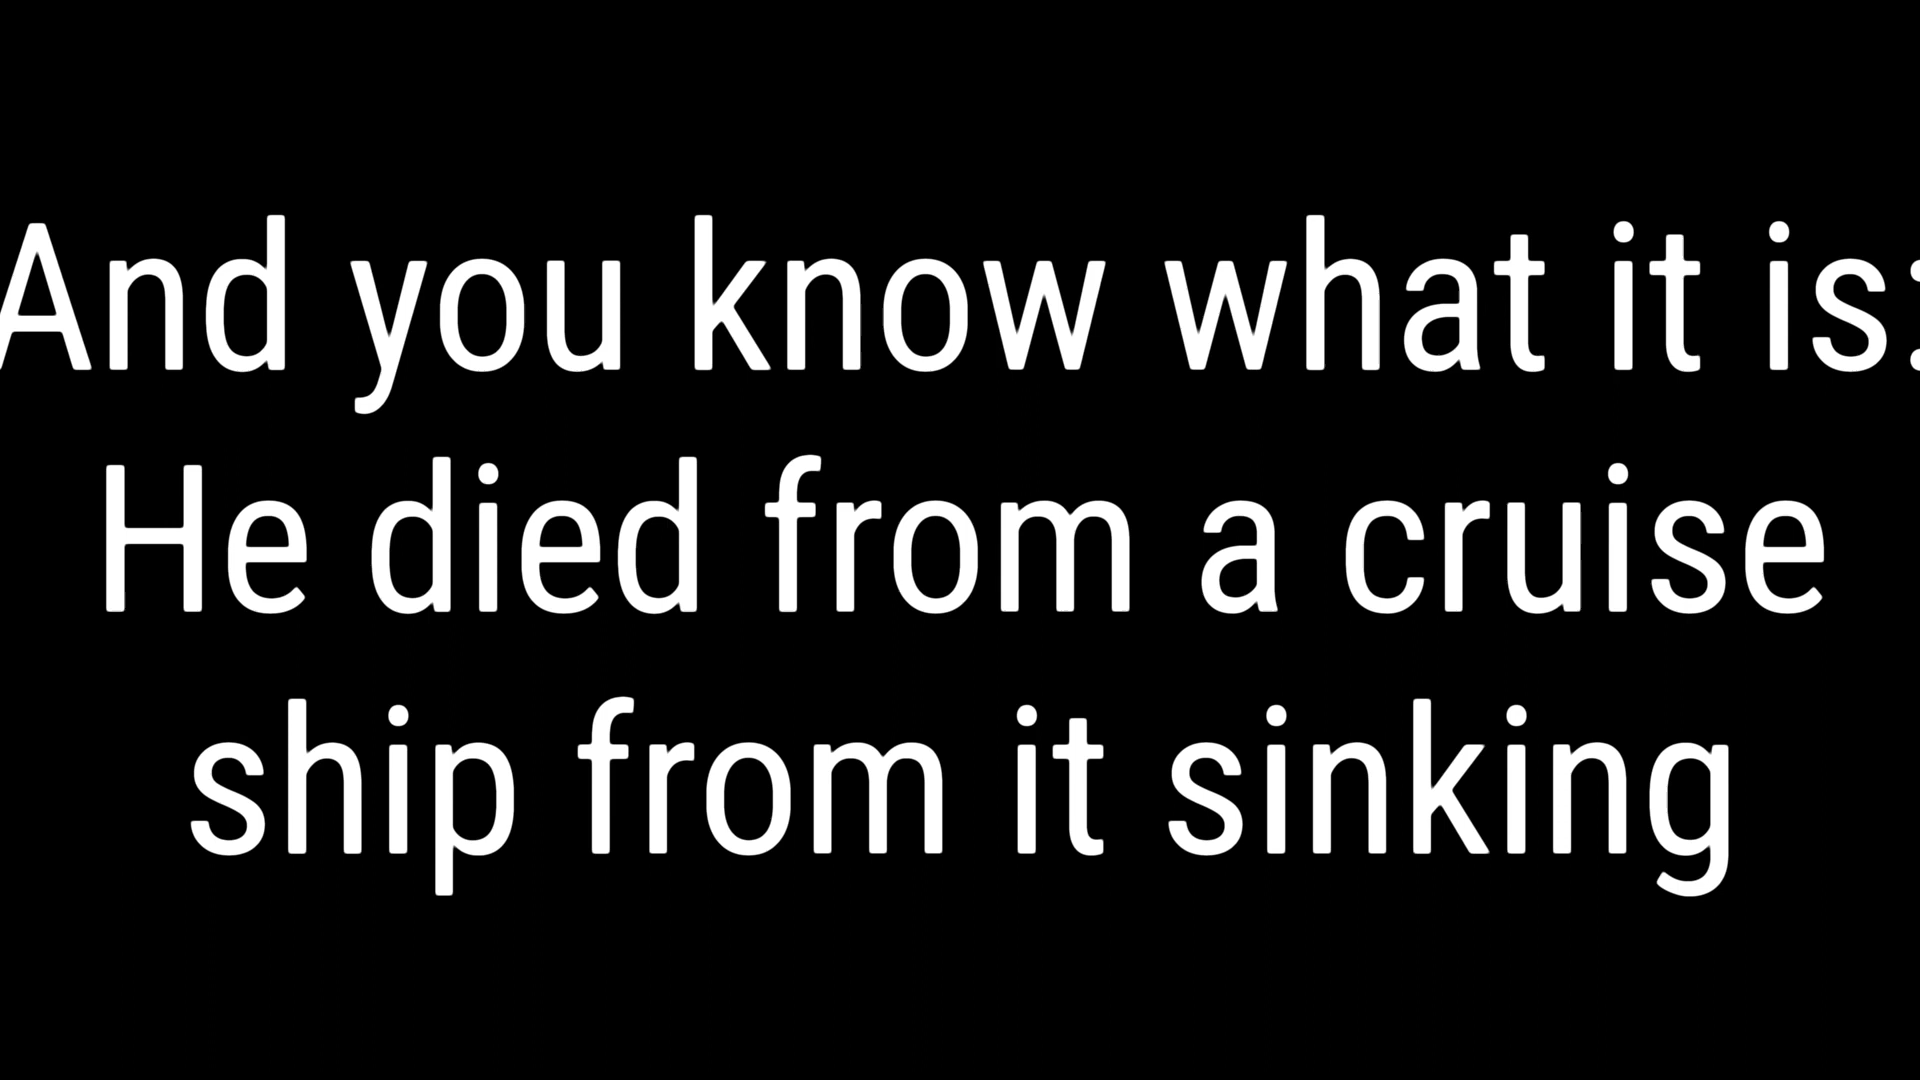 And you know what it is:
He died from a cruise
ship from it sinking